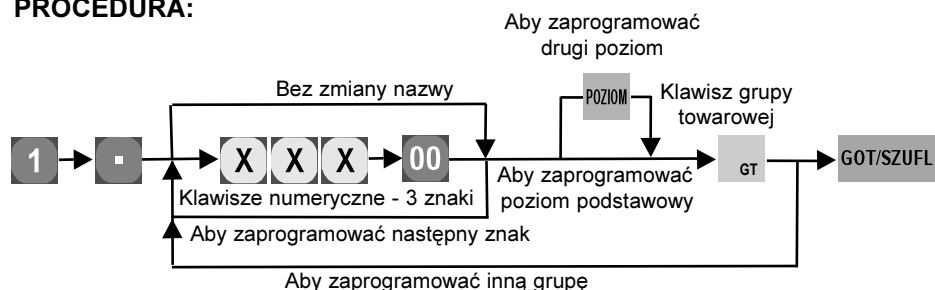 PROCEDURA:
Aby zaprogramować
drugi poziom
Bez zmiany nazwy
POZIOM
Klawisz grupy
towarowej
1
X X X
00
GT
GOT/SZUFL
Klawisze numeryczne - 3 znaki
Aby zaprogramować
poziom podstawowy
Aby zaprogramować następny znak
Aby zaprogramować inną grupę